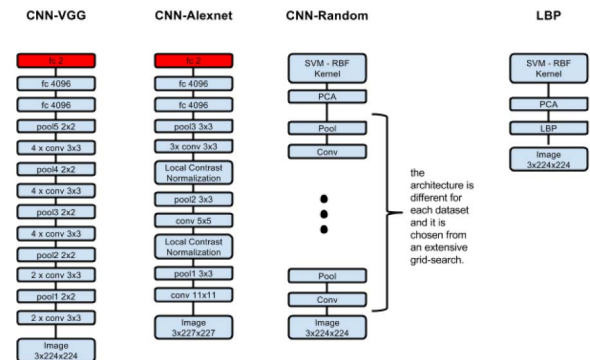 CNN-VGG
fc 2
fc 4096
fc 4096
pool5 2x2
4 x conv 3x3
pool4 2x2
4 x conv 3x3
pool3 2x2
4 x conv 3x3
pool2 2x2
2 x conv 3x3
pool1 2x2
2 x conv 3x3
Image
3x224x224
CNN-Alexnet
fc 2
fc 4096
fc 4096
pool3 3x3
3x conv 3x3
Local Contrast
Normalization
pool2 3x3
conv 5x5
Local Contrast
Normalization
pool1 3x3
conv 11x11
Image
3x227x227
CNN-Random
SVM - RBF
Kernel
PCA
Pool
Conv
Pool
Conv
Image
3x224x224
the
architecture is
different for
each dataset
and it is
chosen from
an extensive
grid-search.
LBP
SVM - RBF
Kernel
PCA
LBP
Image
3x224x224